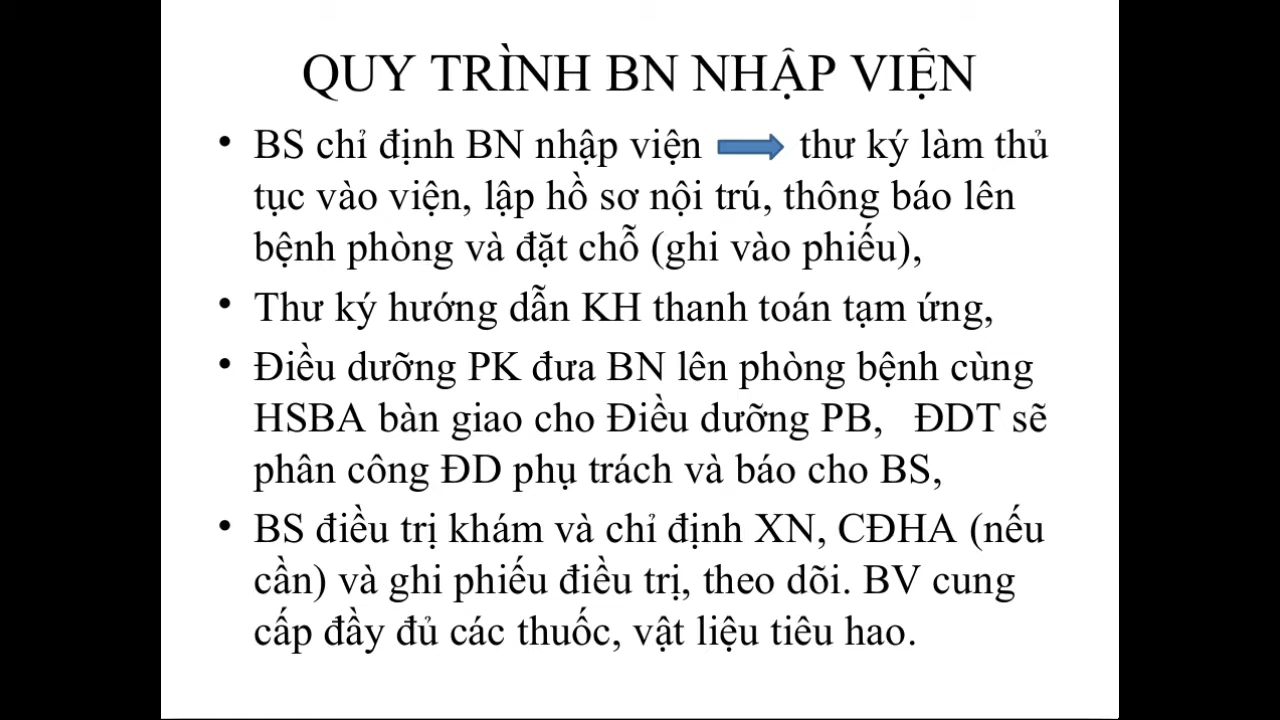 QUY TRÌNH BN NHẬP VIỆN
• BS chỉ định BN nhập viện thư ký làm thủ
tục vào viện, lập hồ sơ nội trú, thông báo lên
bệnh phòng và đặt chỗ (ghi vào phiếu),
• Thư ký hướng dẫn KH thanh toán tạm ứng,
• Điều dưỡng PK đưa BN lên phòng bệnh cùng
HSBA bàn giao cho Điều dưỡng PB, ĐDT sẽ
phân công ĐD phụ trách và báo cho BS,
• BS điều trị khám và chỉ định XN, CĐHA (nếu
cần) và ghi phiếu điều trị, theo dõi. BV cung
cấp đầy đủ các thuốc, vật liệu tiêu hao.